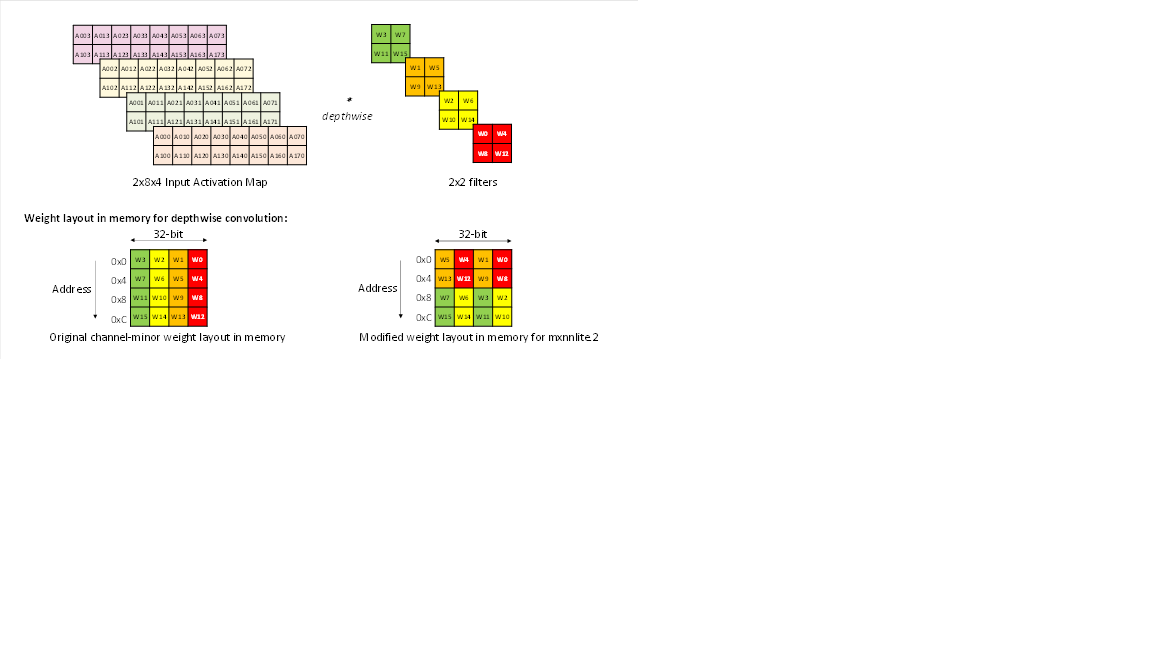 A003 A013 A023 A033 A043 A053 A063 A073
A103 A113 A123 A133 A143 A153 A163 A173
A002 A012 A022 A032 A042 A052 A062 A072
A102 A112 A122 A132 A142 A152 A162 A172
A001 A011 A021 A031 A041 A051 A061 A071
A101 A111 A121 A131 A141 A151 A161 A171
A000 A010 A020 A030 A040 A050 A060 A070
A100 A110 A120 A130 A140 A150 A160 A170
2x8x4 Input Activation Map
*
depthwise
W3 W7
W11 W15
W1 W5
W9 W13
W2 W6
W10 W14
W0 W4
W8 W12
2x2 filters
Weight layout in memory for depthwise convolution:
32-bit
Address
0x0 W3 W2 W1 W0
0x4 W7 W6 W5 W4
0x8 W11 W10 W9 W8
0xC W15 W14 W13 W12
Original channel-minor weight layout in memory
32-bit
Address
0x0 W5 W4 W1 W0
0x4 W13 W12 W9 W8
0x8 W7 W6 W3 W2
0xC W15 W14 W11 W10
Modified weight layout in memory for mxnnlite.2